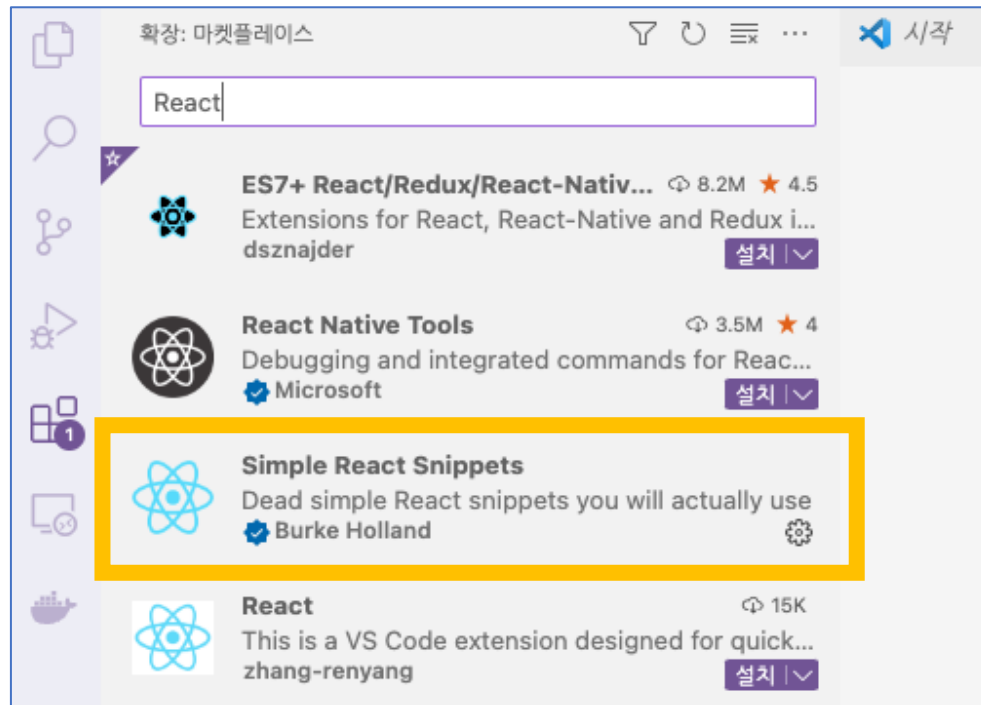 확장: 마켓플레이스
시작
React
ES7+ React/Redux/React-Nativ... 8.2M ★ 4.5
Extensions for React, React-Native and Redux i...
dsznajder
설치
React Native Tools 3.5M ★ 4
Debugging and integrated commands for Reac...
Microsoft
설치
1
Simple React Snippets
Dead simple React snippets you will actually use
Burke Holland
React 15K
This is a VS Code extension designed for quick...
zhang-renyang
설치